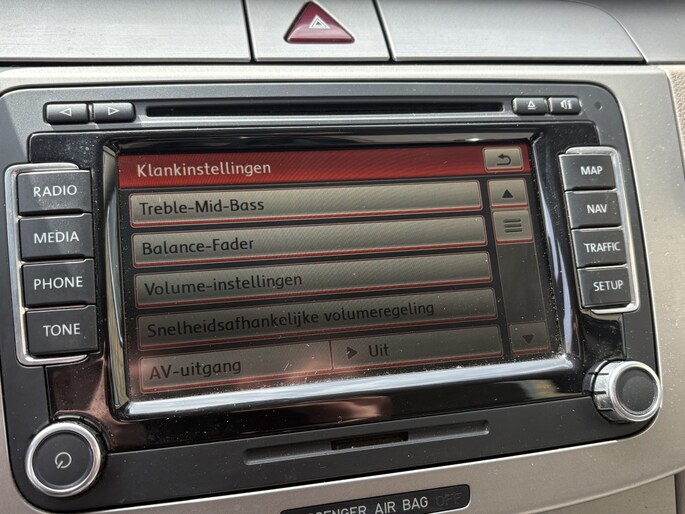 RADIO
MEDIA
PHONE
TONE
Klankinstellingen
Treble-Mid-Bass
Balance-Fader
Volume-instellingen
Snelheidsafhankelijke volumeregeling
AV-uitgang
Uit
MAP
NAV
TRAFFIC
SETUP
AIR BAG OFF